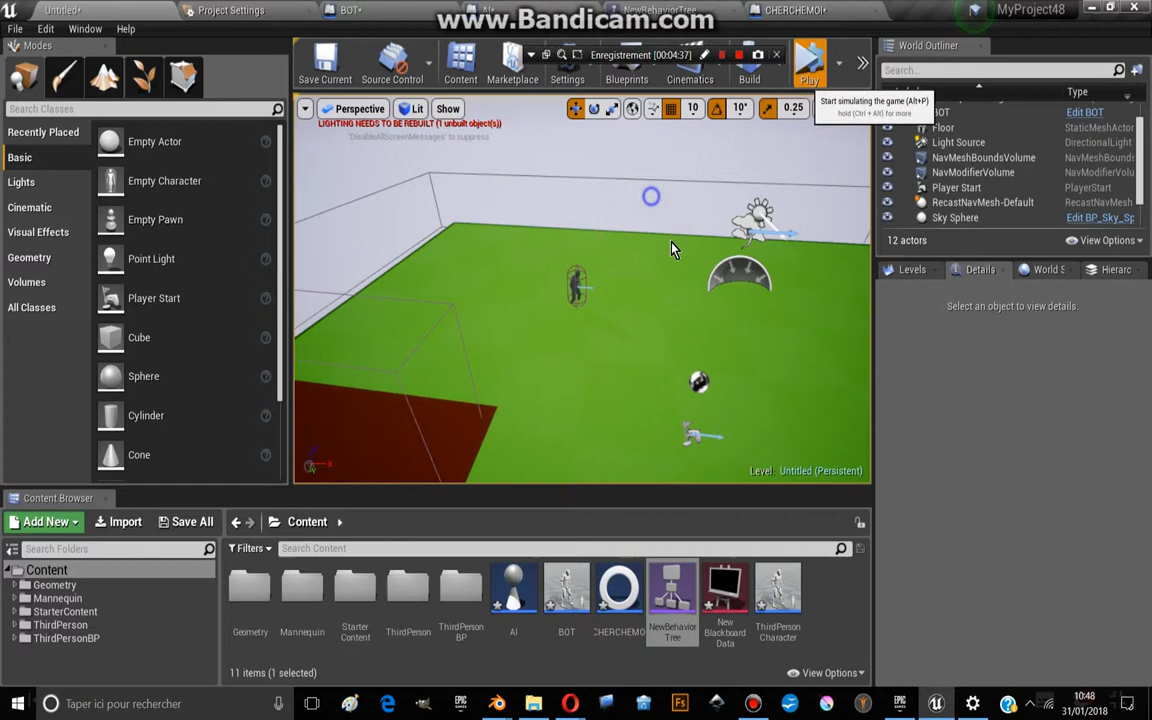 Untitled*
Project Settings
BOT*
AI*
NewBehaviorTree
CHERCHEMOI*
www.Bandicam.com
MyProject48
File Edit Window Help
Modes
Search Classes
Recently Placed
Basic
Lights
Cinematic
Visual Effects
Geometry
Volumes
All Classes
Empty Actor
Empty Character
Empty Pawn
Point Light
Player Start
Cube
Sphere
Cylinder
Cone
Enregistrement [00:04:37]
Save Current
Source Control
Content
Marketplace
Settings
Blueprints
Cinematics
Build
Play
Start simulating the game (Alt+P)
hold (Ctrl + Alt) for more
Perspective
Lit
Show
10
10°
0.25
LIGHTING NEEDS TO BE REBUILT (1 unbuilt object(s))
'DisableAllScreenMessages' to suppress
Level: Untitled (Persistent)
World Outliner
Search...
Type
BOT Edit BOT
Floor StaticMeshActor
Light Source DirectionalLight
NavMeshBoundsVolume NavMeshBounds
NavModifierVolume NavModifierVolum
Player Start PlayerStart
RecastNavMesh-Default RecastNavMesh
Sky Sphere Edit BP_Sky_Sp
12 actors
View Options
Levels
Details
World S
Hierarc
Select an object to view details.
Content Browser
Add New
Import
Save All
Content
Search Folders
Filters
Search Content
Content
Geometry
Mannequin
StarterContent
ThirdPerson
ThirdPersonBP
Geometry
Mannequin
Starter
Content
ThirdPerson
ThirdPerson
BP
AI
BOT
CHERCHEMO
NewBehavior
Tree
New
Blackboard
Data
ThirdPerson
Character
11 items (1 selected)
View Options
Taper ici pour rechercher
10:48
31/01/2018